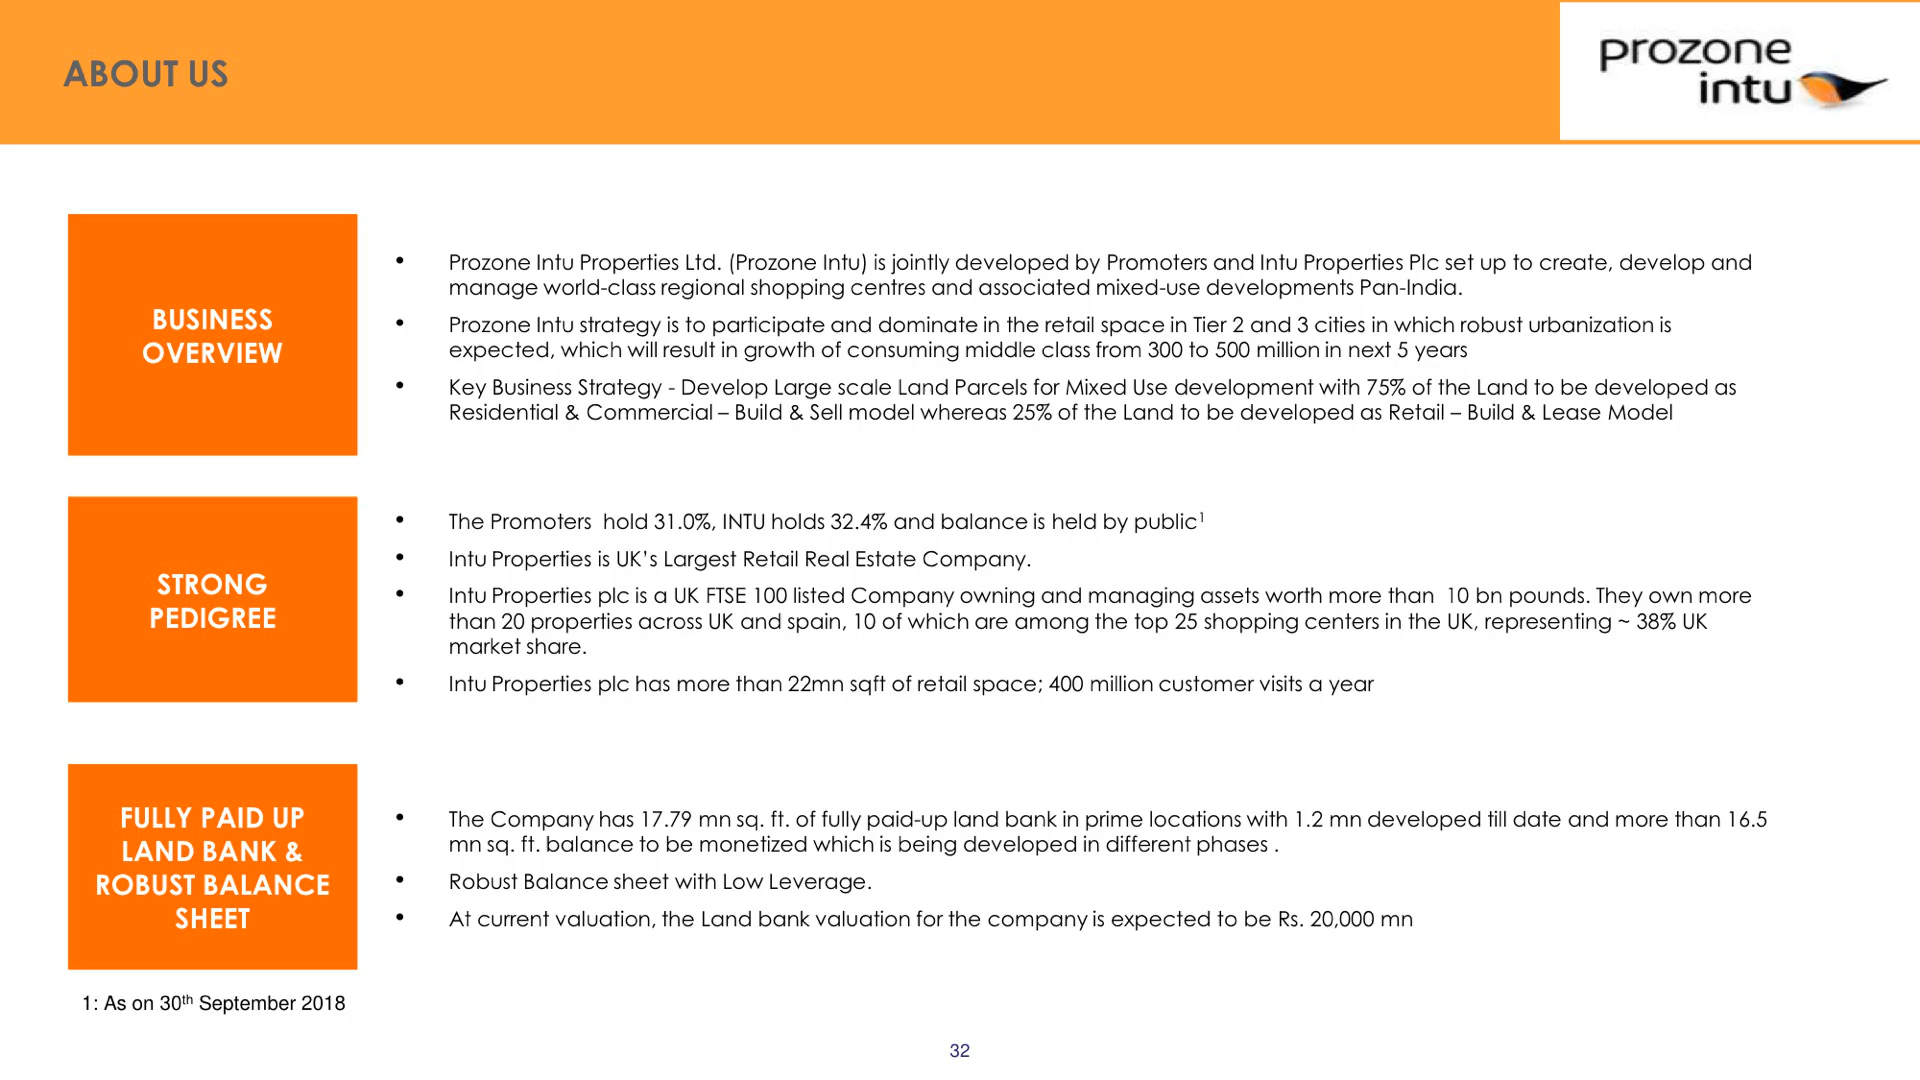 ABOUT US
prozone
intu
BUSINESS
OVERVIEW
• Prozone Intu Properties Ltd. (Prozone Intu) is jointly developed by Promoters and Intu Properties Plc set up to create, develop and
manage world-class regional shopping centres and associated mixed-use developments Pan-India.
• Prozone Intu strategy is to participate and dominate in the retail space in Tier 2 and 3 cities in which robust urbanization is
expected, which will result in growth of consuming middle class from 300 to 500 million in next 5 years
• Key Business Strategy - Develop Large scale Land Parcels for Mixed Use development with 75% of the Land to be developed as
Residential & Commercial – Build & Sell model whereas 25% of the Land to be developed as Retail – Build & Lease Model
STRONG
PEDIGREE
• The Promoters hold 31.0%, INTU holds 32.4% and balance is held by public¹
• Intu Properties is UK’s Largest Retail Real Estate Company.
• Intu Properties plc is a UK FTSE 100 listed Company owning and managing assets worth more than 10 bn pounds. They own more
than 20 properties across UK and spain, 10 of which are among the top 25 shopping centers in the UK, representing ~ 38% UK
market share.
• Intu Properties plc has more than 22mn sqft of retail space; 400 million customer visits a year
FULLY PAID UP
LAND BANK &
ROBUST BALANCE
SHEET
• The Company has 17.79 mn sq. ft. of fully paid-up land bank in prime locations with 1.2 mn developed till date and more than 16.5
mn sq. ft. balance to be monetized which is being developed in different phases .
• Robust Balance sheet with Low Leverage.
• At current valuation, the Land bank valuation for the company is expected to be Rs. 20,000 mn
1: As on 30th September 2018
32